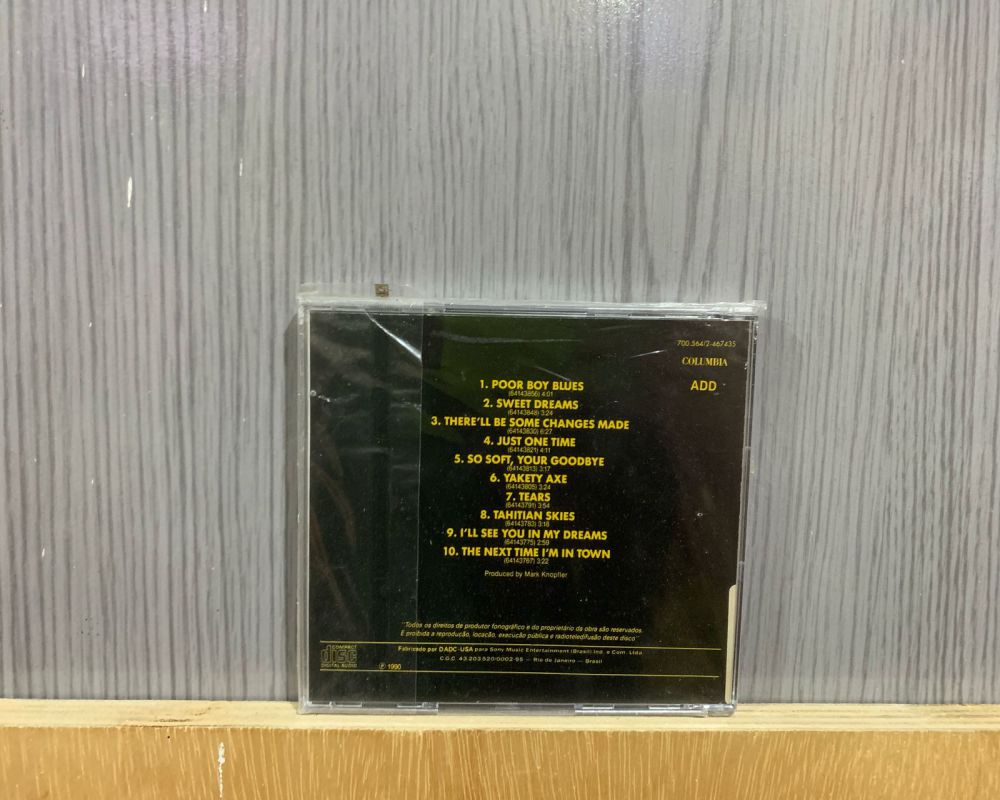 700.564/2-467435
COLUMBIA
ADD
1. POOR BOY BLUES
(64143856) 4:01
2. SWEET DREAMS
(64143848) 3:24
3. THERE'LL BE SOME CHANGES MADE
(64143830) 6:27
4. JUST ONE TIME
(64143821) 4:11
5. SO SOFT, YOUR GOODBYE
(64143813) 3:17
6. YAKETY AXE
(64143805) 3:24
7. TEARS
(64143791) 3:54
8. TAHITIAN SKIES
(64143783) 3:18
9. I'LL SEE YOU IN MY DREAMS
(64143775) 2:59
10. THE NEXT TIME I'M IN TOWN
(64143767) 3:22
Produced by Mark Knopfler
"Todos os direitos de produtor fonográfico e do proprietário da obra são reservados.
É proibida a reprodução, locação, execução pública e radioteledifusão deste disco"
Fabricado por DADC-USA para Sony Music Entertainment (Brasil) Ind. e Com. Ltda.
C.G.C. 43.203.520/0002-95 — Rio de Janeiro — Brasil
COMPACT
disc
DIGITAL AUDIO
℗ 1990